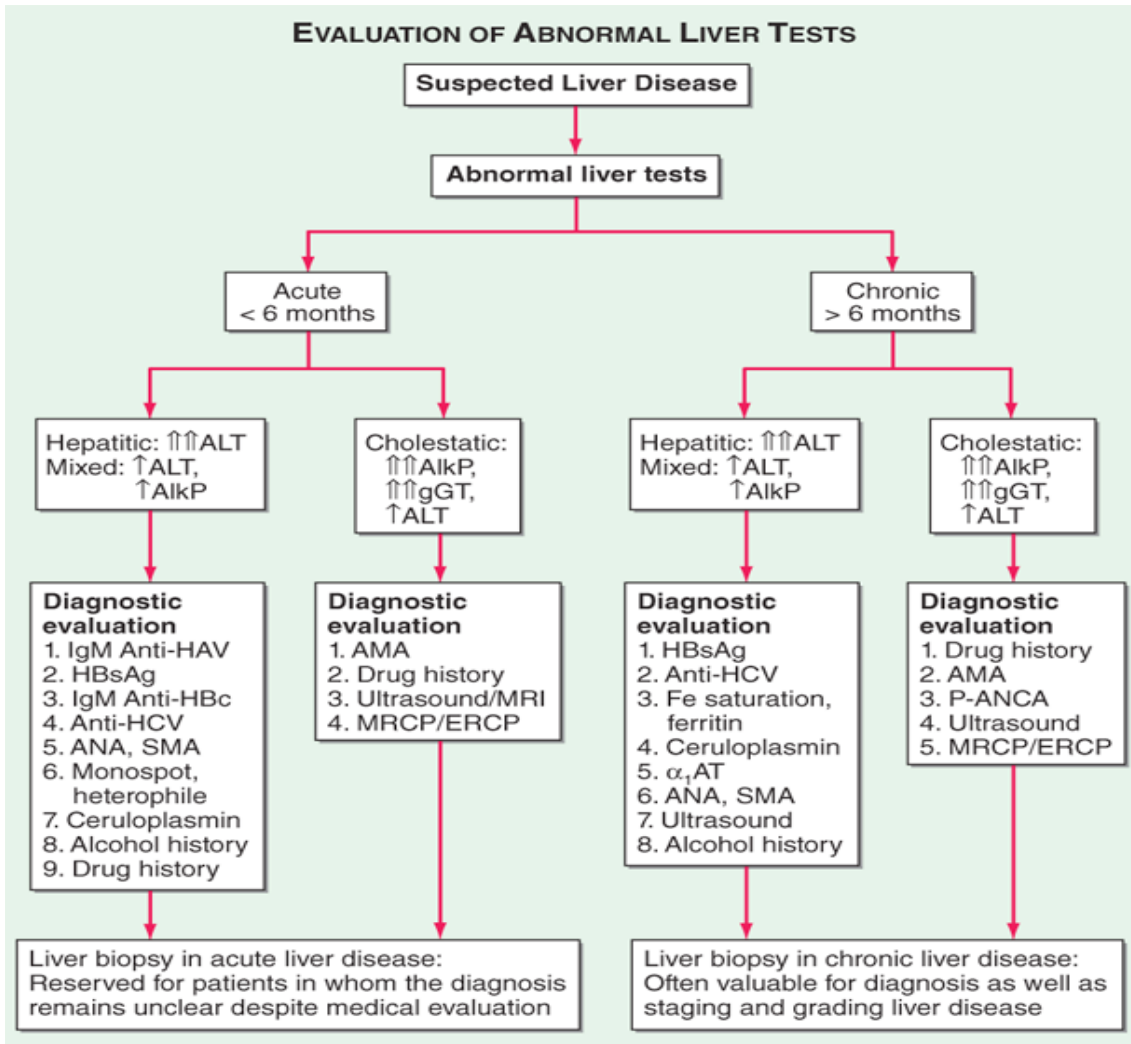 EVALUATION OF ABNORMAL LIVER TESTS
Suspected Liver Disease
Abnormal liver tests
Acute
< 6 months
Chronic
> 6 months
Hepatitic: ⇑⇑ALT
Mixed: ↑ALT,
↑AlkP
Cholestatic:
⇑⇑AlkP,
⇑⇑gGT,
↑ALT
Hepatitic: ⇑⇑ALT
Mixed: ↑ALT,
↑AlkP
Cholestatic:
⇑⇑AlkP,
⇑⇑gGT,
↑ALT
Diagnostic
evaluation
1. IgM Anti-HAV
2. HBsAg
3. IgM Anti-HBc
4. Anti-HCV
5. ANA, SMA
6. Monospot,
heterophile
7. Ceruloplasmin
8. Alcohol history
9. Drug history
Diagnostic
evaluation
1. AMA
2. Drug history
3. Ultrasound/MRI
4. MRCP/ERCP
Diagnostic
evaluation
1. HBsAg
2. Anti-HCV
3. Fe saturation,
ferritin
4. Ceruloplasmin
5. α₁AT
6. ANA, SMA
7. Ultrasound
8. Alcohol history
Diagnostic
evaluation
1. Drug history
2. AMA
3. P-ANCA
4. Ultrasound
5. MRCP/ERCP
Liver biopsy in acute liver disease:
Reserved for patients in whom the diagnosis
remains unclear despite medical evaluation
Liver biopsy in chronic liver disease:
Often valuable for diagnosis as well as
staging and grading liver disease